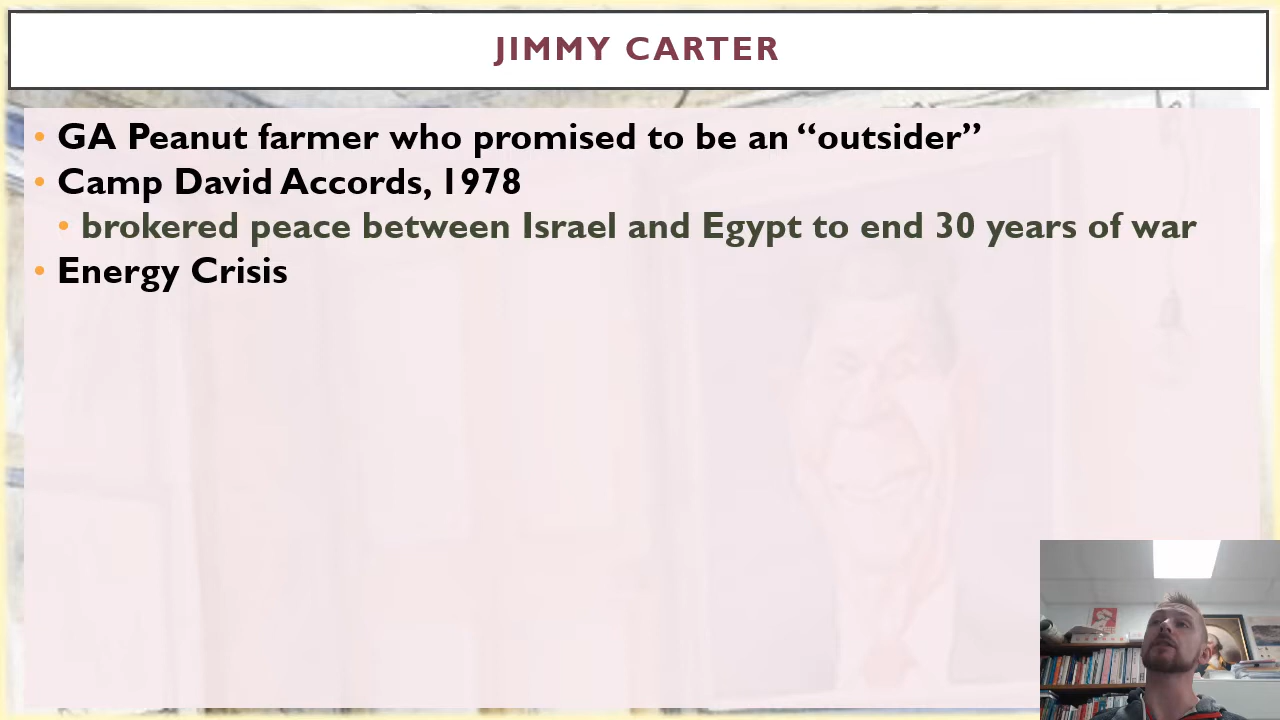 JIMMY CARTER
• GA Peanut farmer who promised to be an “outsider”
• Camp David Accords, 1978
• brokered peace between Israel and Egypt to end 30 years of war
• Energy Crisis